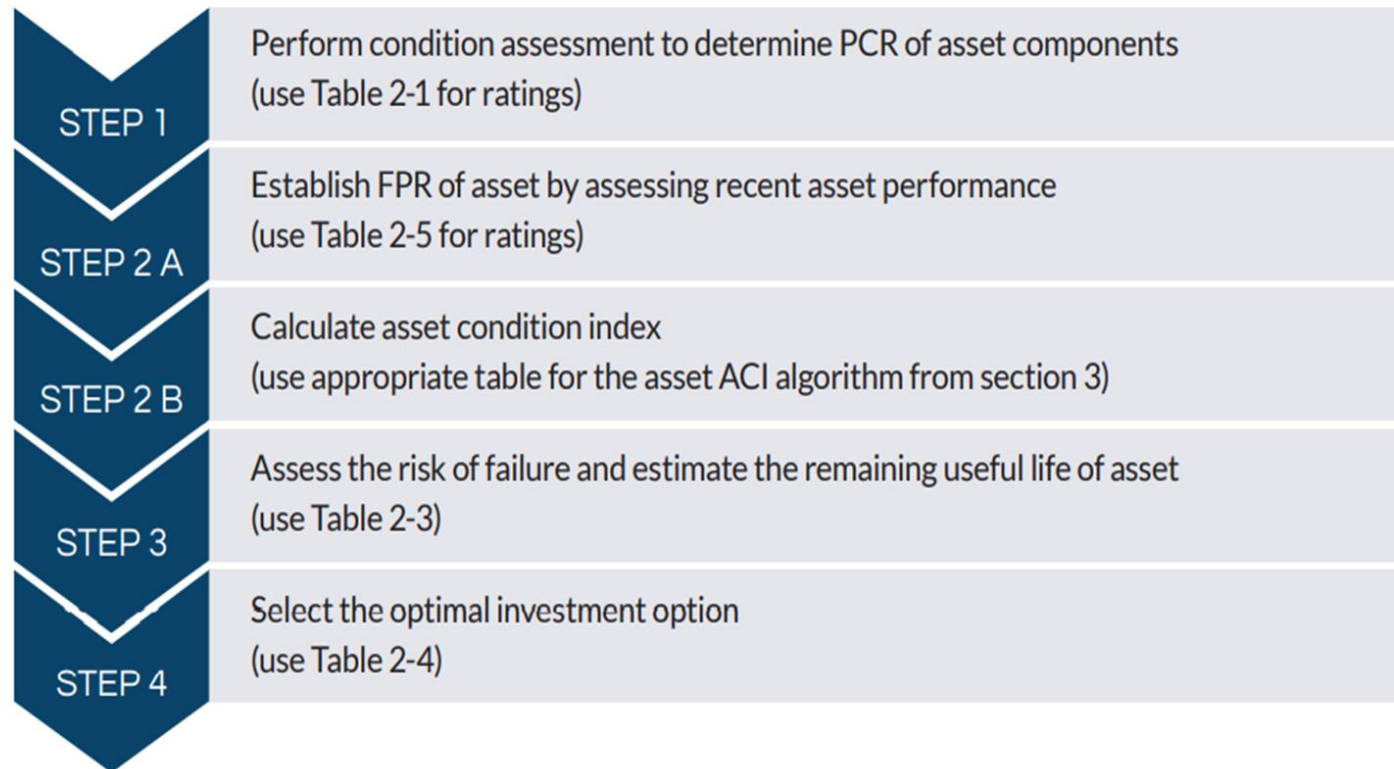 STEP 1
Perform condition assessment to determine PCR of asset components
(use Table 2-1 for ratings)
STEP 2 A
Establish FPR of asset by assessing recent asset performance
(use Table 2-5 for ratings)
STEP 2 B
Calculate asset condition index
(use appropriate table for the asset ACI algorithm from section 3)
STEP 3
Assess the risk of failure and estimate the remaining useful life of asset
(use Table 2-3)
STEP 4
Select the optimal investment option
(use Table 2-4)